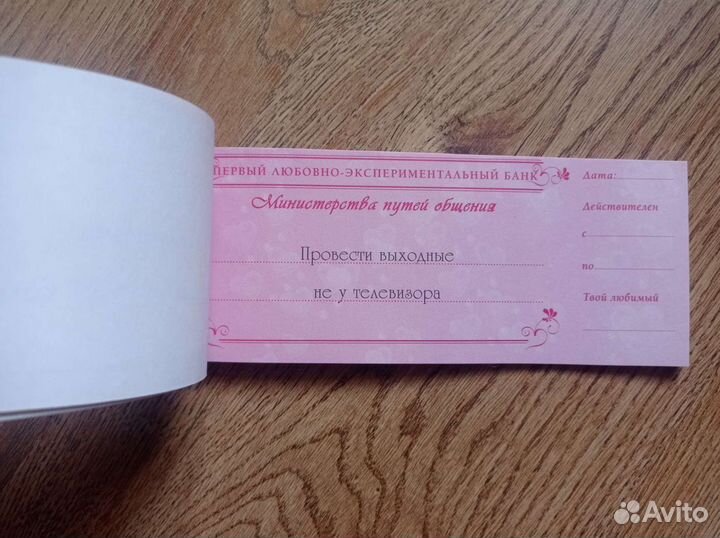 ПЕРВЫЙ ЛЮБОВНО-ЭКСПЕРИМЕНТАЛЬНЫЙ БАНК
Министерства путей общения
Провести выходные
не у телевизора
Дата:
Действителен
с
по
Твой любимый
Avito